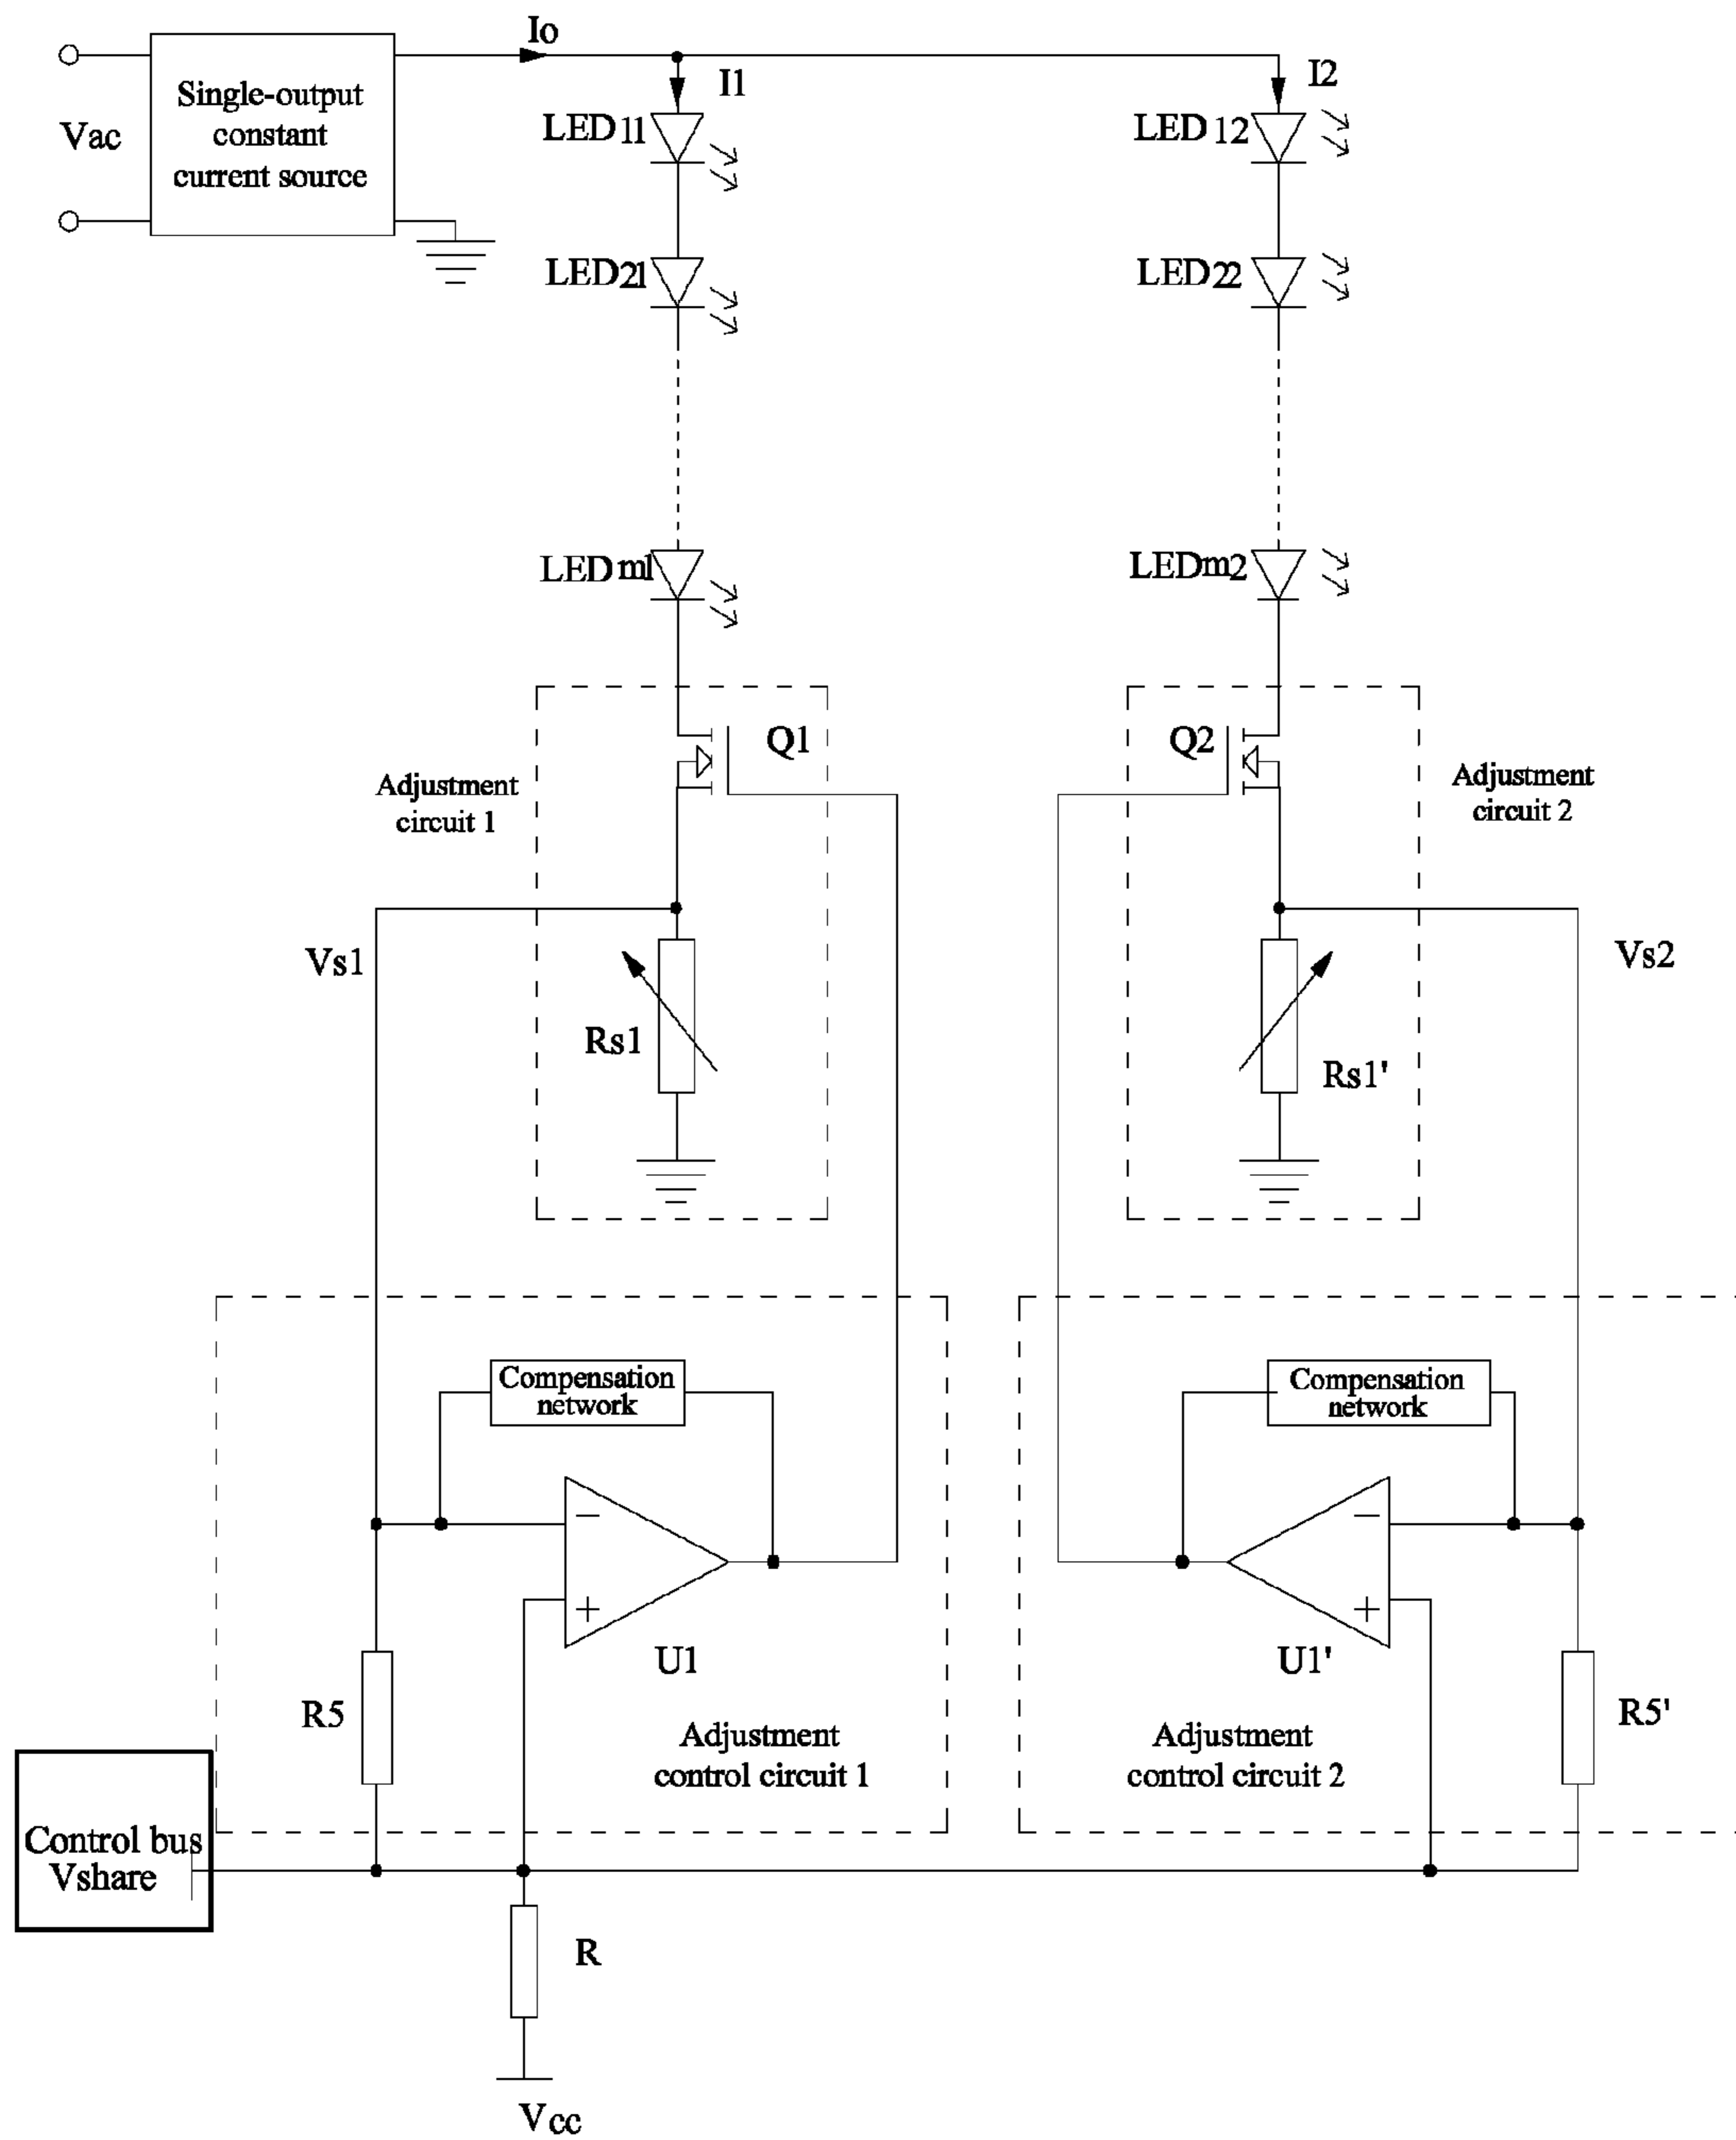 Io
I1
I2
Vac
Single-output
constant
current source
LED11
LED12
LED21
LED22
LEDm1
LEDm2
Q1
Q2
Adjustment
circuit 1
Adjustment
circuit 2
Vs1
Vs2
Rs1
Rs1'
Compensation
network
Compensation
network
−
+
−
+
U1
U1'
R5
R5'
Adjustment
control circuit 1
Adjustment
control circuit 2
Control bus
Vshare
R
Vcc